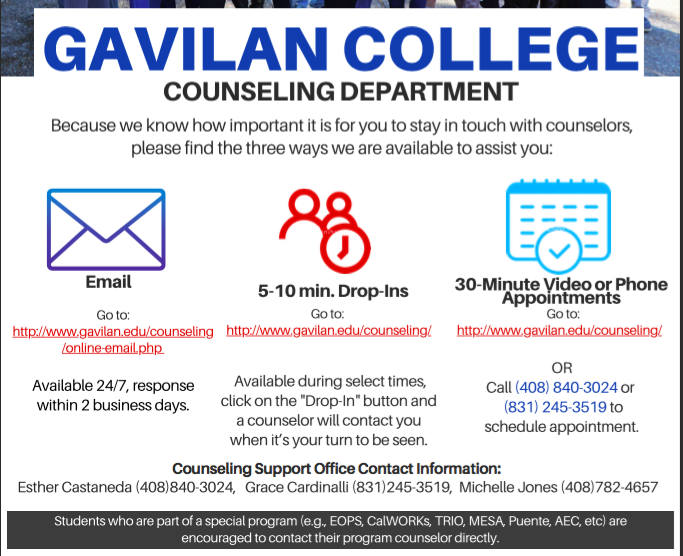 GAVILAN COLLEGE
COUNSELING DEPARTMENT
Because we know how important it is for you to stay in touch with counselors,
please find the three ways we are available to assist you:
Email
Go to:
http://www.gavilan.edu/counseling
/online-email.php
Available 24/7, response
within 2 business days.
5-10 min. Drop-Ins
Go to:
http://www.gavilan.edu/counseling/
Available during select times,
click on the "Drop-In" button and
a counselor will contact you
when it's your turn to be seen.
30-Minute Video or Phone
Appointments
Go to:
http://www.gavilan.edu/counseling/
OR
Call (408) 840-3024 or
(831) 245-3519 to
schedule appointment.
Counseling Support Office Contact Information:
Esther Castaneda (408)840-3024, Grace Cardinalli (831)245-3519, Michelle Jones (408)782-4657
Students who are part of a special program (e.g., EOPS, CalWORKs, TRIO, MESA, Puente, AEC, etc) are
encouraged to contact their program counselor directly.